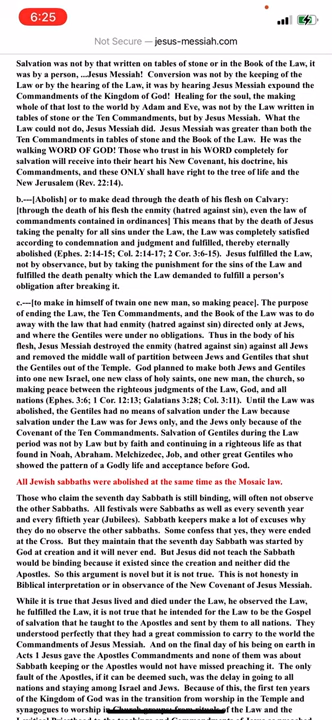 6:25
Not Secure — jesus-messiah.com
Salvation was not by that written on tables of stone or in the Book of the Law, it
was by a person, ...Jesus Messiah!  Conversion was not by the keeping of the
Law or by the hearing of the Law, it was by hearing Jesus Messiah expound the
Commandments of the Kingdom of God!  Healing for the soul, the making
whole of that lost to the world by Adam and Eve, was not by the Law written in
tables of stone or the Ten Commandments, but by Jesus Messiah.  What the
Law could not do, Jesus Messiah did.  Jesus Messiah was greater than both the
Ten Commandments in tables of stone and the Book of the Law.  He was the
walking WORD OF GOD! Those who trust in his WORD completely for
salvation will receive into their heart his New Covenant, his doctrine, his
Commands, and these ONLY shall have right to the tree of life and the
New Jerusalem (Rev. 22:14).
b.---[Abolish] or to make dead through the death of his flesh on Calvary:
[through the death of his flesh the enmity (hatred against sin), even the law of
commandments contained in ordinances] This means that by the death of Jesus
taking the penalty for all sins under the Law, the Law was completely satisfied
according to condemnation and judgment and fulfilled, thereby eternally
abolished (Ephes. 2:14-15; Col. 2:14-17; 2 Cor. 3:6-15).  Jesus fulfilled the Law,
not by observance, but by taking the punishment for the sins of the Law and
fulfilled the death penalty which the Law demanded to fulfill a person's
obligation after breaking it.
c.---[to make in himself of twain one new man, so making peace]. The purpose
of ending the Law, the Ten Commandments, and the Book of the Law was to do
away with the law that had enmity (hatred against sin) directed only at Jews,
and where the Gentiles were under no obligations.  Thus in the body of his
flesh, Jesus Messiah destroyed the enmity (hatred against sin) against all Jews
and removed the middle wall of partition between Jews and Gentiles that shut
the Gentiles out of the Temple.  God planned to make both Jews and Gentiles
into one new Israel, one new class of holy saints, one new man, the church, so
making peace between the righteous judgments of the Law, God, and all
nations (Ephes. 3:6; 1 Cor. 12:13; Galatians 3:28; Col. 3:11).  Until the Law was
abolished, the Gentiles had no means of salvation under the Law because
salvation under the Law was for Jews only, and the Jews only because of the
Covenant of the Ten Commandments. Salvation of Gentiles during the Law
period was not by Law but by faith and continuing in a righteous life as that
found in Noah, Abraham. Melchizedec, Job, and other great Gentiles who
showed the pattern of a Godly life and acceptance before God.
All Jewish sabbaths were abolished at the same time as the Mosaic law.
Those who claim the seventh day Sabbath is still binding, will often not observe
the other Sabbaths.  All festivals were Sabbaths as well as every seventh year
and every fiftieth year (Jubilees).  Sabbath keepers make a lot of excuses why
they do no observe the other sabbaths.  Some confess that yes, they were ended
at the Cross.  But they maintain that the seventh day Sabbath was started by
God at creation and it will never end.  But Jesus did not teach the Sabbath
would be binding because it existed since the creation and neither did the
Apostles.  So this argument is novel but it is not true.  This is not honesty in
Biblical interpretation or in observance of the New Covenant of Jesus Messiah.
While it is true that Jesus lived and died under the Law, he observed the Law,
he fulfilled the Law, it is not true that he intended for the Law to be the Gospel
of salvation that he taught to the Apostles and sent by them to all nations.  They
understood perfectly that they had a great commission to carry to the world the
Commandments of Jesus Messiah.  And on the final day of his being on earth in
Acts 1 Jesus gave the Apostles Commandments and none of them was about
Sabbath keeping or the Apostles would not have missed preaching it.  The only
fault of the Apostles, if it can be deemed such, was the delay in going to all
nations and staying among Israel and Jews.  Because of this, the first ten years
of the Kingdom of God was in the transition from worship in the Temple and
synagogues to worship in Church groups from rituals of the Law and the